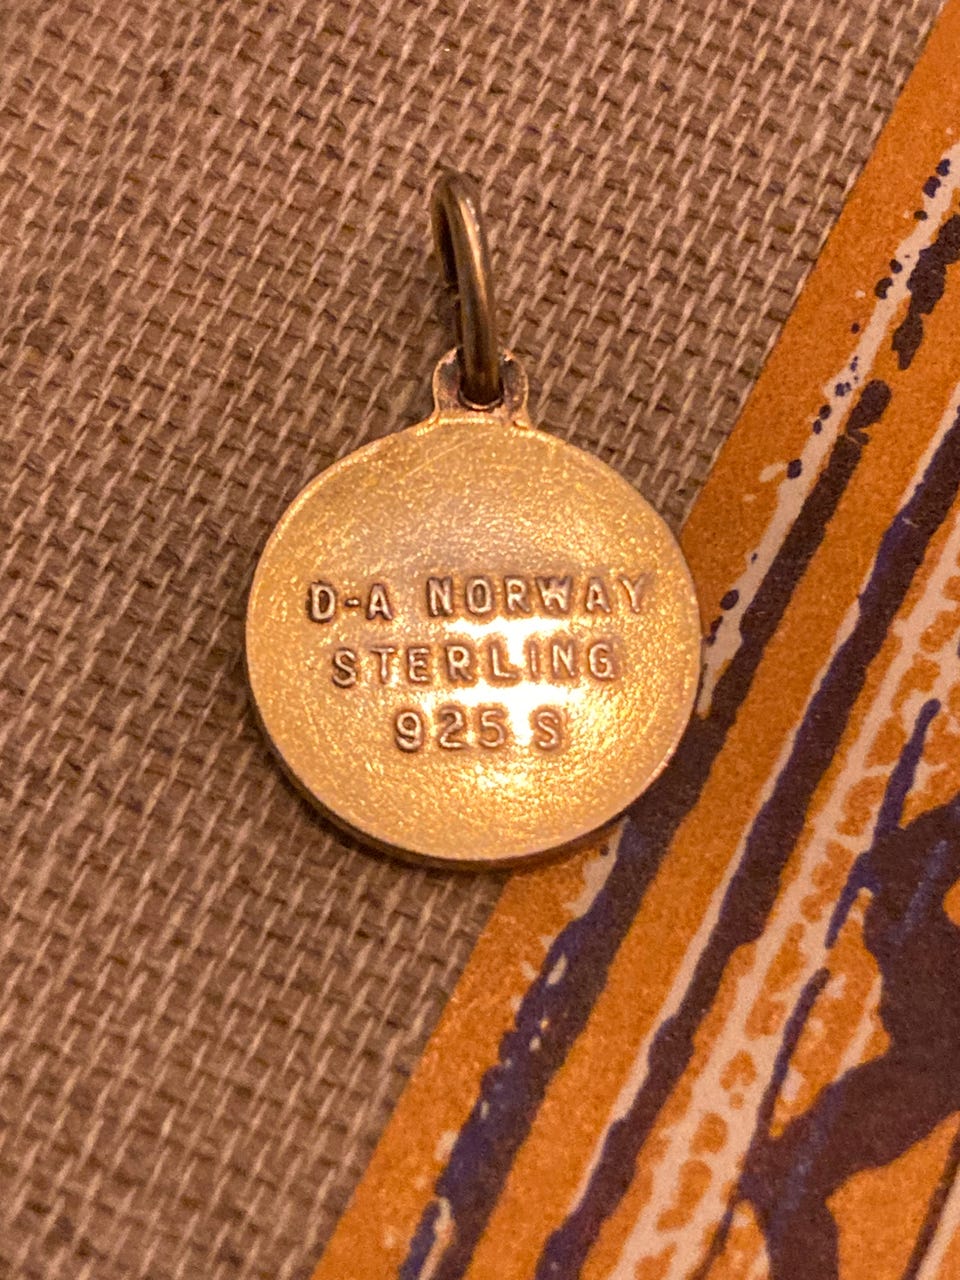 D-A NORWAY
STERLING
925 S